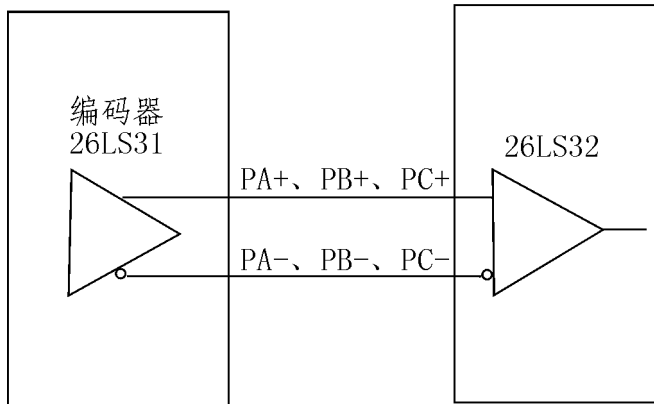 编码器
26LS31
26LS32
PA+、PB+、PC+
PA-、PB-、PC-